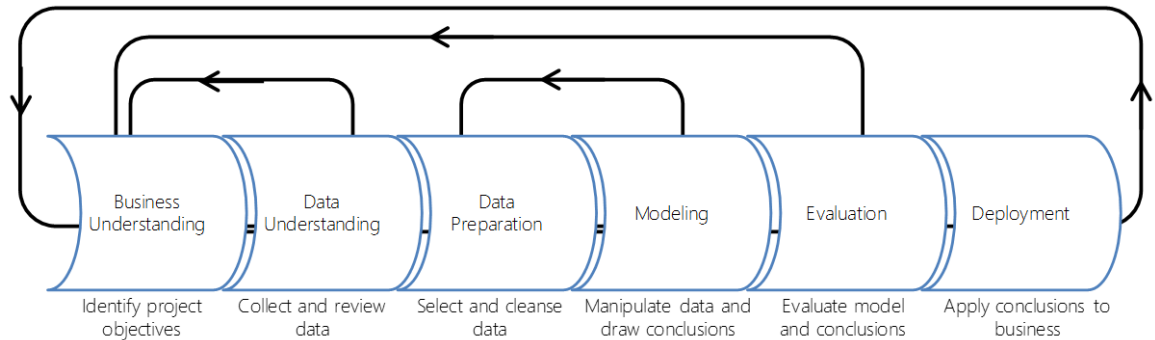 Business
Understanding
Data
Understanding
Data
Preparation
Modeling
Evaluation
Deployment
Identify project
objectives
Collect and review
data
Select and cleanse
data
Manipulate data and
draw conclusions
Evaluate model
and conclusions
Apply conclusions to
business